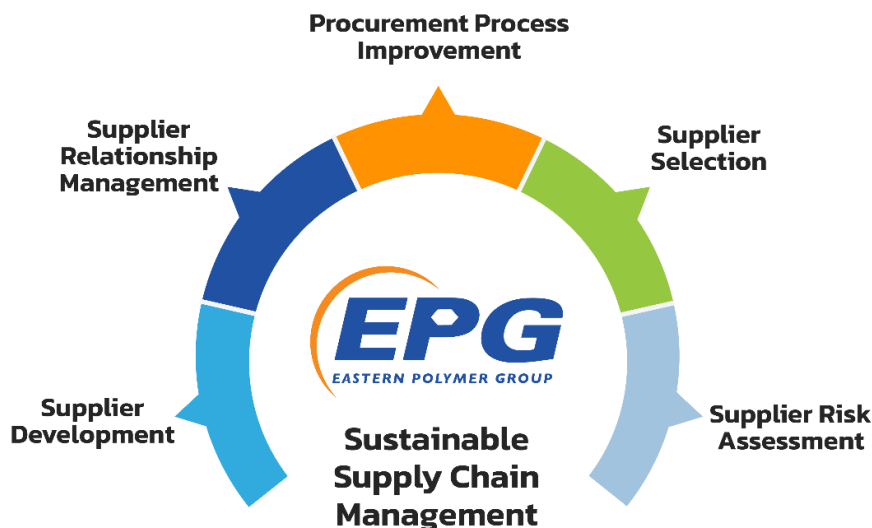 Procurement Process
Improvement
Supplier
Relationship
Management
Supplier
Selection
EPG
EASTERN POLYMER GROUP
Supplier
Development
Supplier Risk
Assessment
Sustainable
Supply Chain
Management